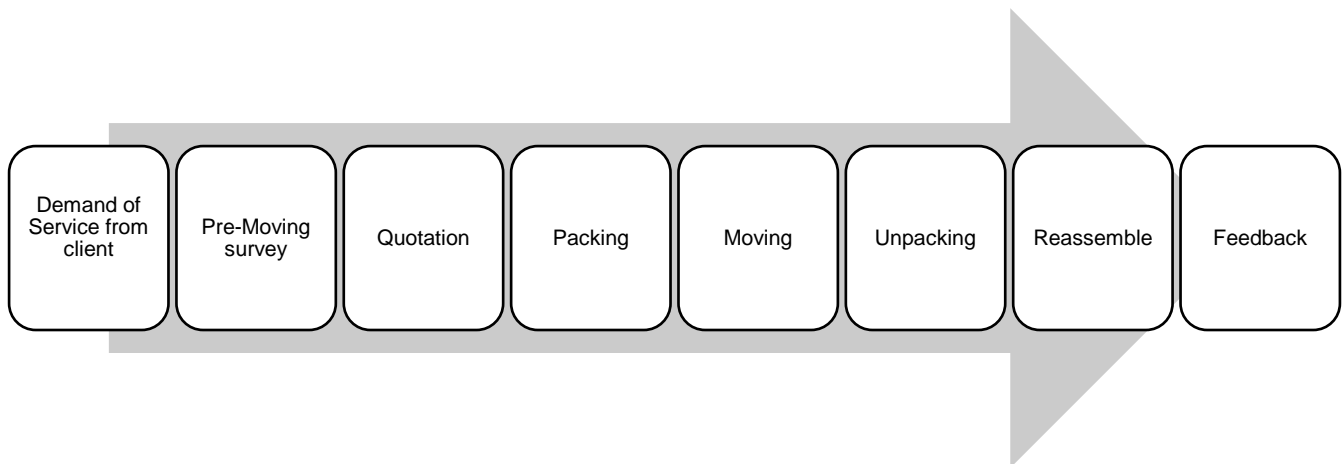 Demand of
Service from
client
Pre-Moving
survey
Quotation
Packing
Moving
Unpacking
Reassemble
Feedback